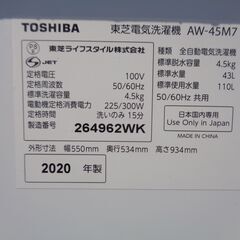 TOSHIBA 東芝電気洗濯機 AW-45M7
東芝ライフスタイル株式会社
JET
定格電圧 100V
定格周波数 50/60Hz
標準洗濯容量 4.5kg
電動機定格消費電力 225/300W
定格時間 洗いのみ 15分
製造番号 264962WK
種類 全自動電気洗濯機
標準脱水容量 4.5kg
標準水量 43L
標準使用水量 110L
50/60Hz 共用
日本国内専用
Use Only in Japan
MADE IN CHINA
外形寸法 幅550mm 奥行534mm 高さ934mm
2020 年製